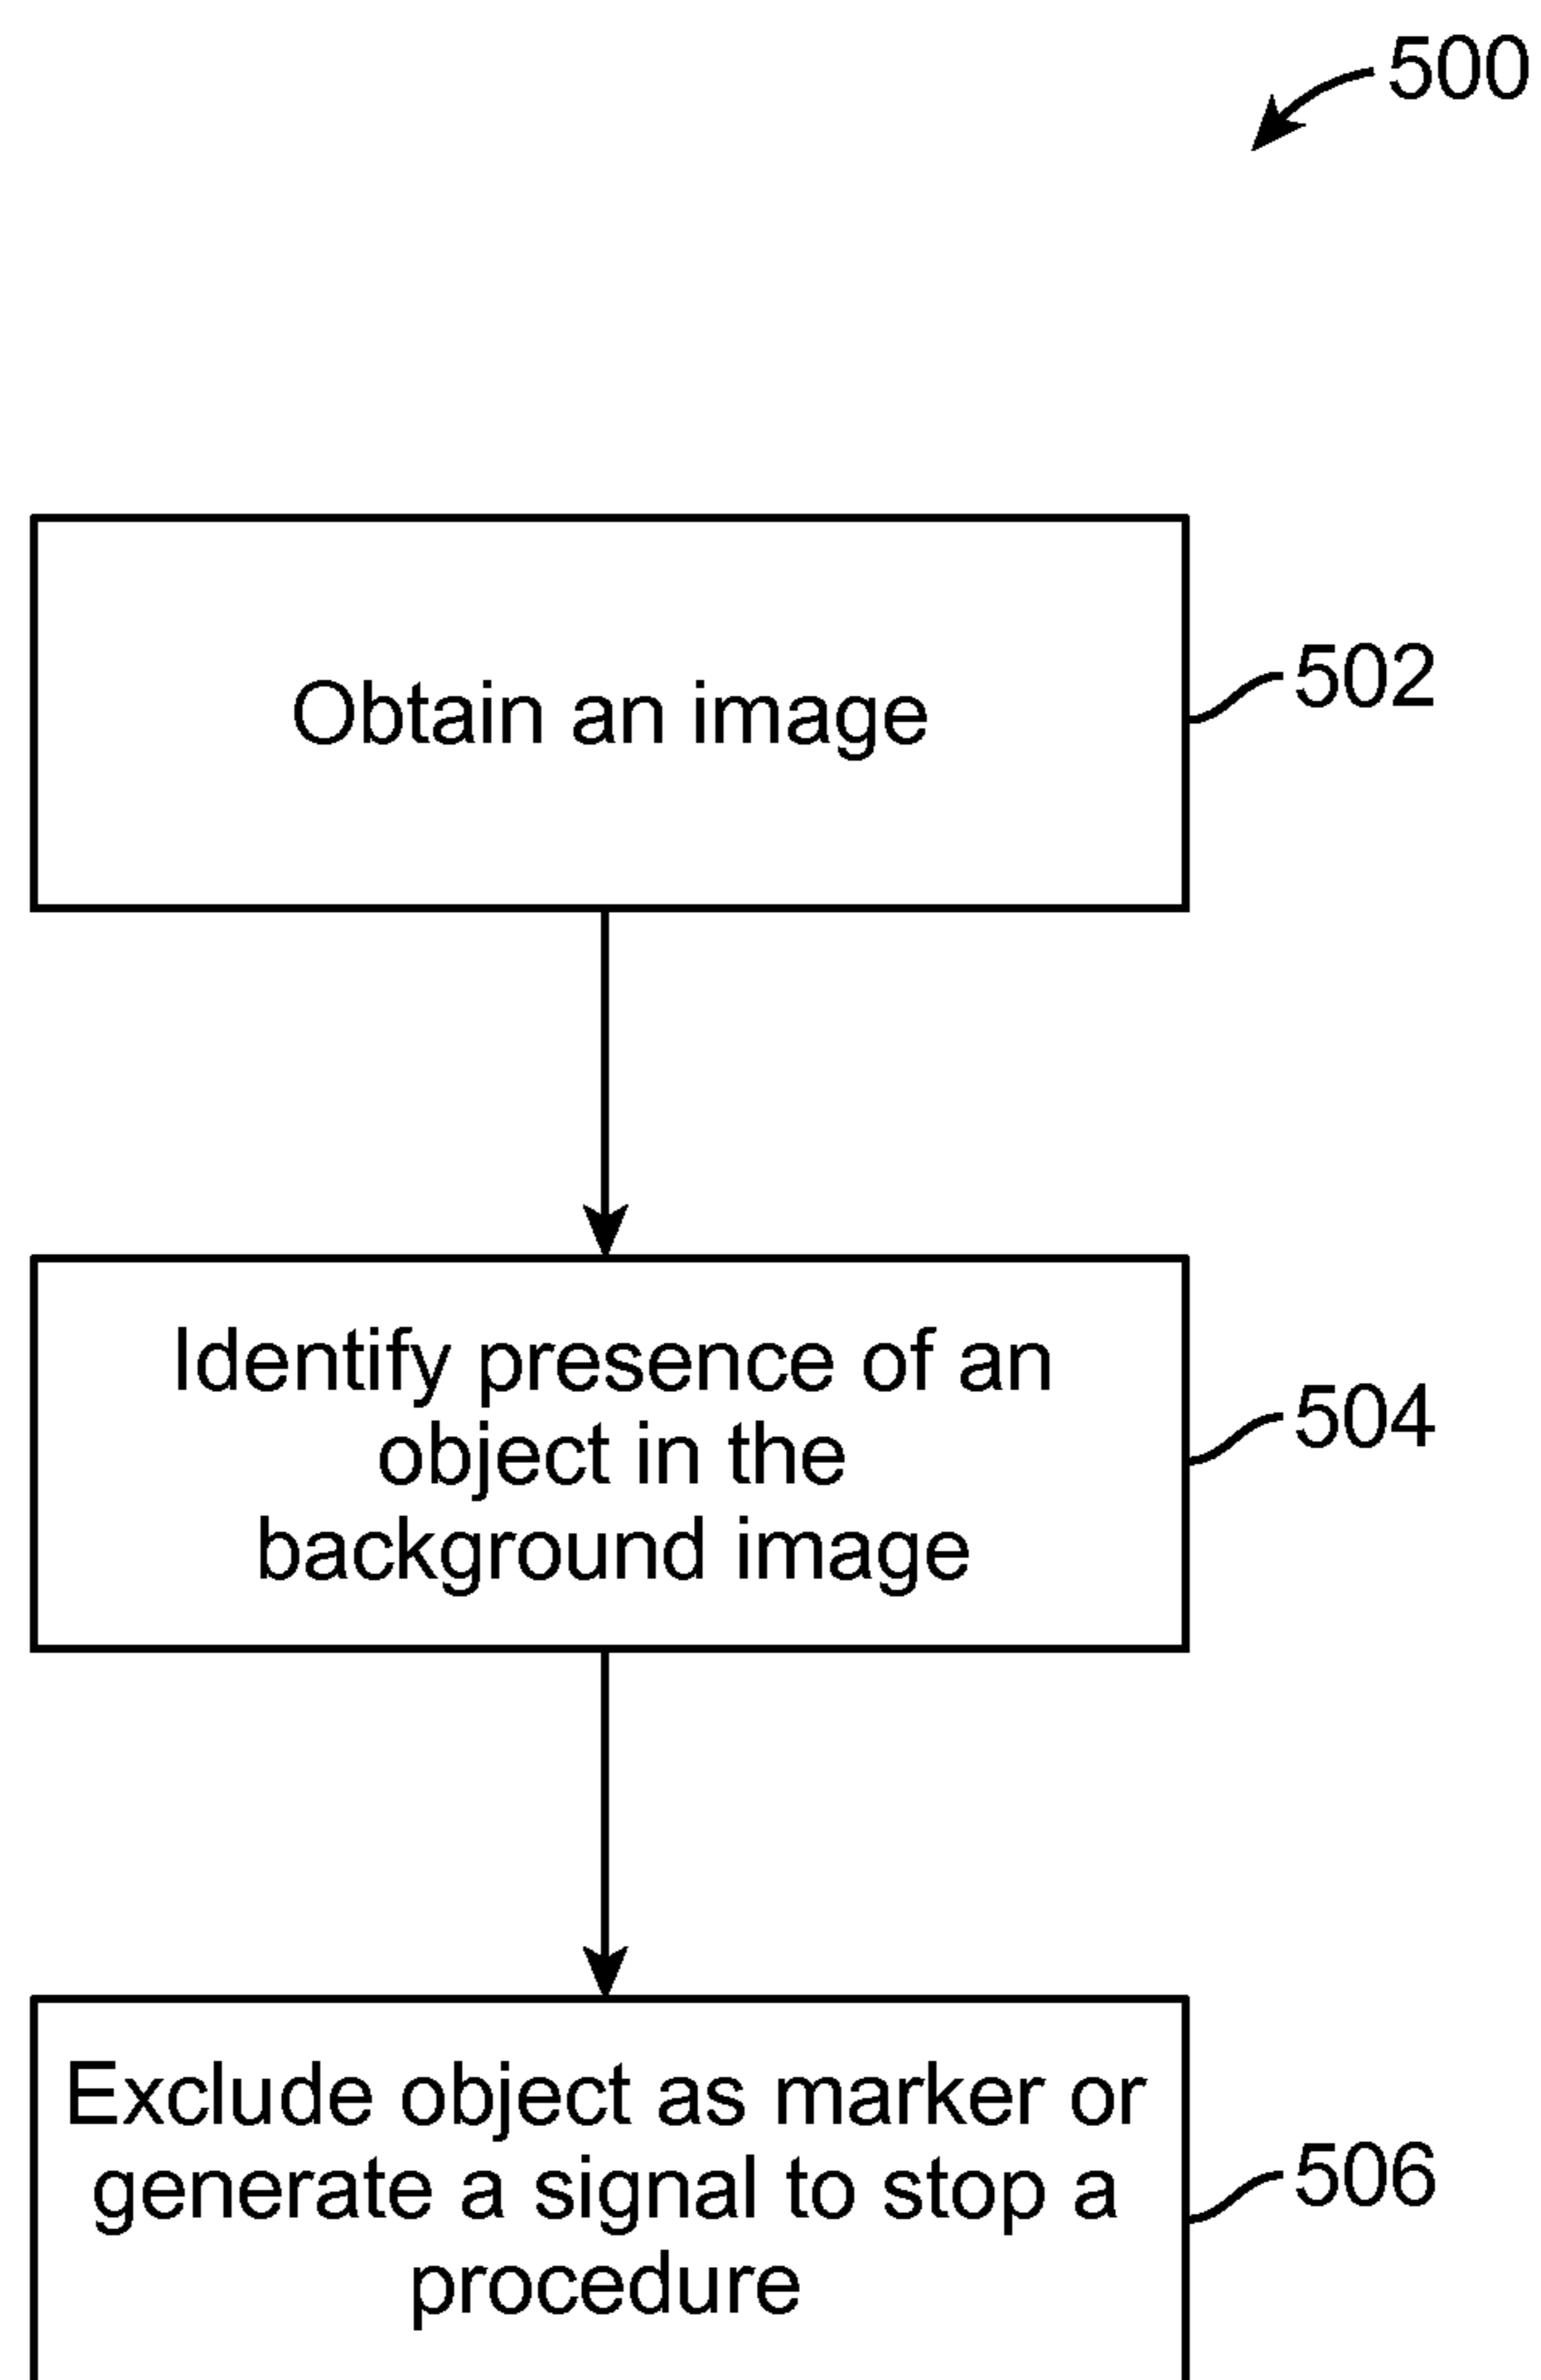 500
Obtain an image
502
Identify presence of an
object in the
background image
504
Exclude object as marker or
generate a signal to stop a
procedure
506